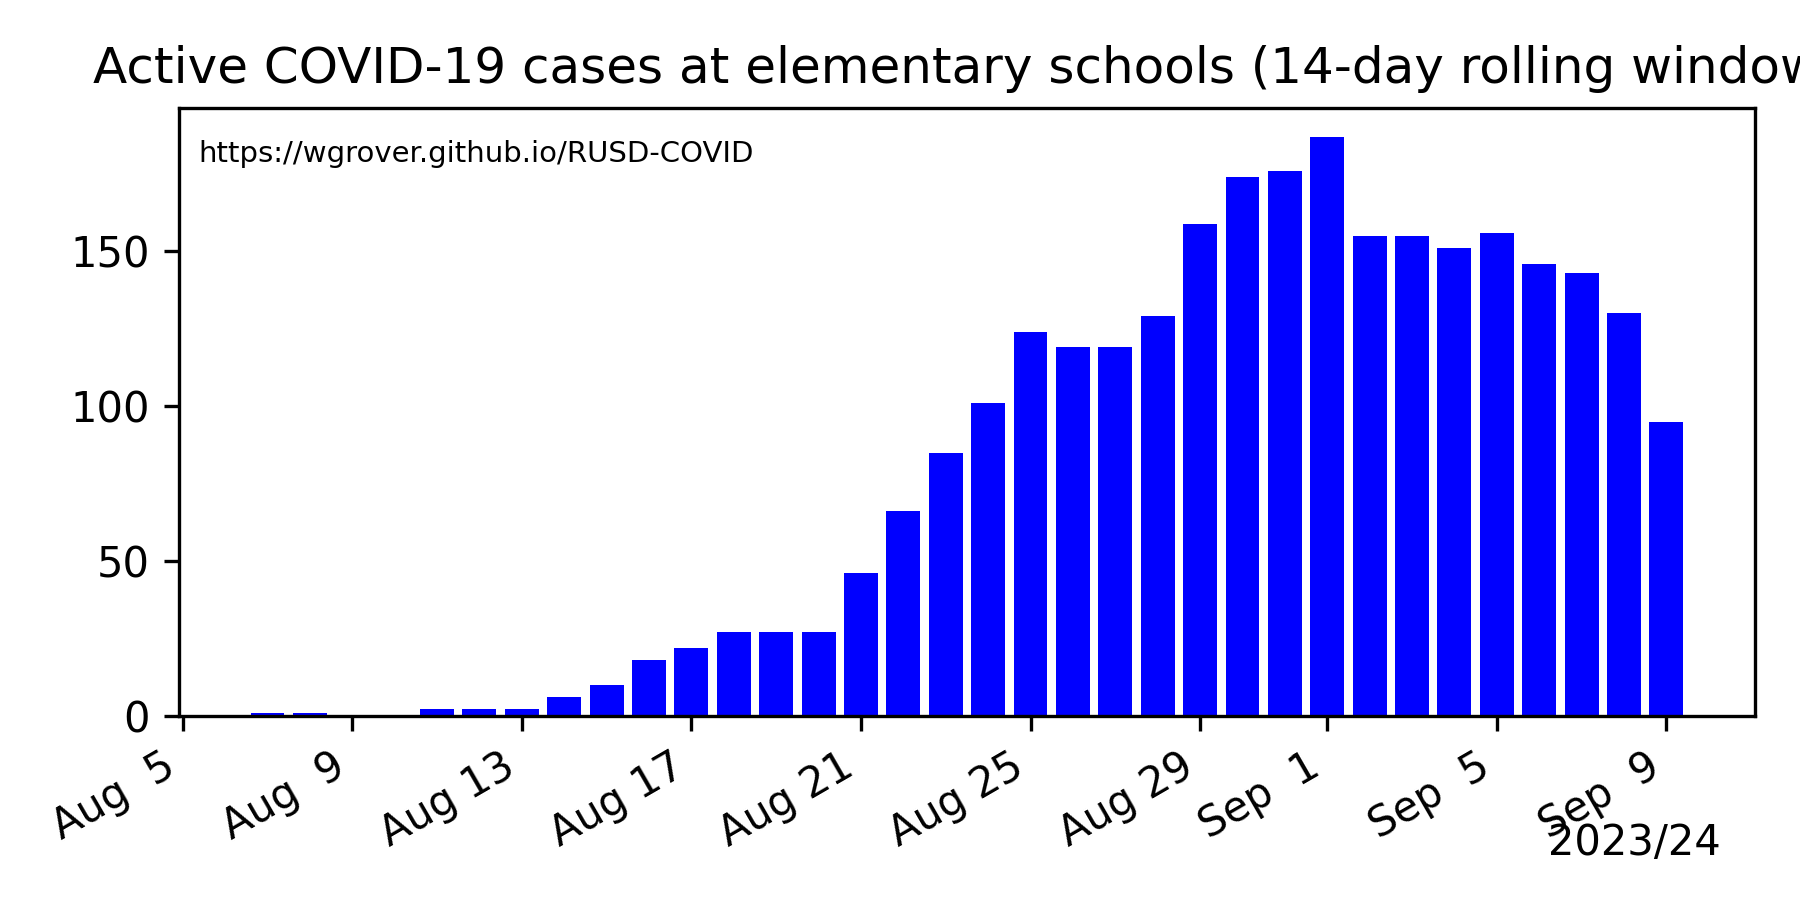 Active COVID-19 cases at elementary schools (14-day rolling
https://wgrover.github.io/RUSD-COVID
150
100
50
0
Aug 5
Aug 9
Aug 13
Aug 17
Aug 21
Aug 25
Aug 29
Sep 1
Sep 5
Sep 9
2023/24